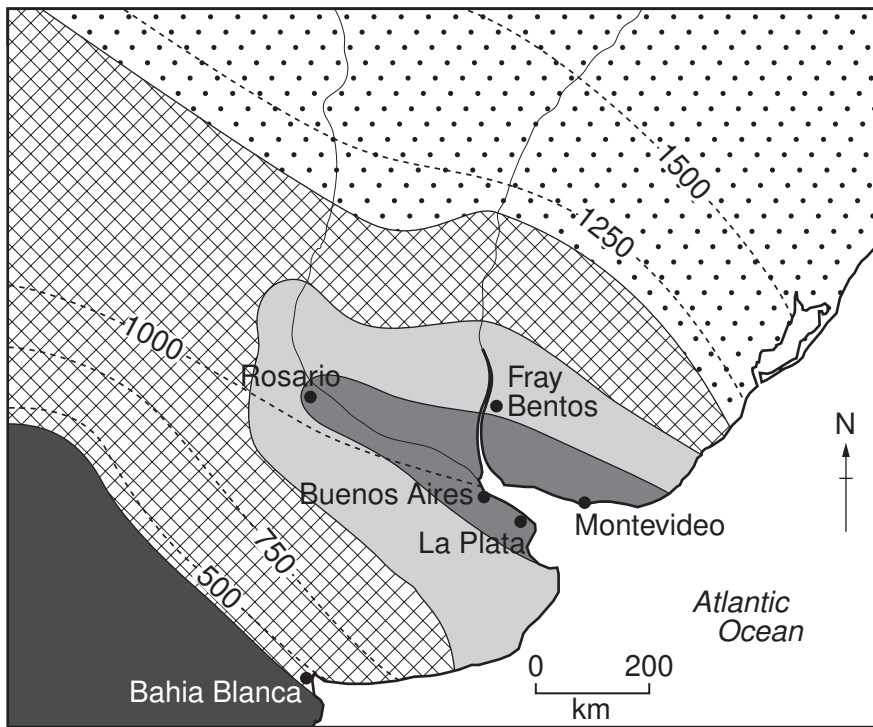 1500
1250
1000
Rosario
Fray
Bentos
N
Buenos Aires
Montevideo
La Plata
750
500
Atlantic
Ocean
0 200
km
Bahia Blanca